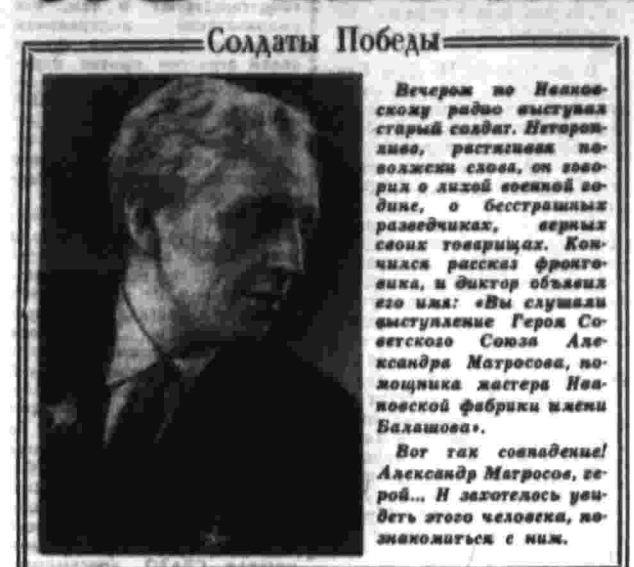 Солдаты Победы
Вечером по Иванов-
скому радио выступал
старый солдат. Нетороп-
ливо, растягивая по-
волжски слова, он гово-
рил о лихой военной го-
дине, о бесстрашных
разведчиках, верных
своих товарищах. Кон-
чился рассказ фронто-
вика, и диктор объявил
его имя: «Вы слушали
выступление Героя Со-
ветского Союза Але-
ксандра Матросова, по-
мощника мастера Ива-
новской фабрики имени
Балашова».
Вот так совпадение!
Александр Матросов, ге-
рой... И захотелось уви-
деть этого человека, по-
знакомиться с ним.